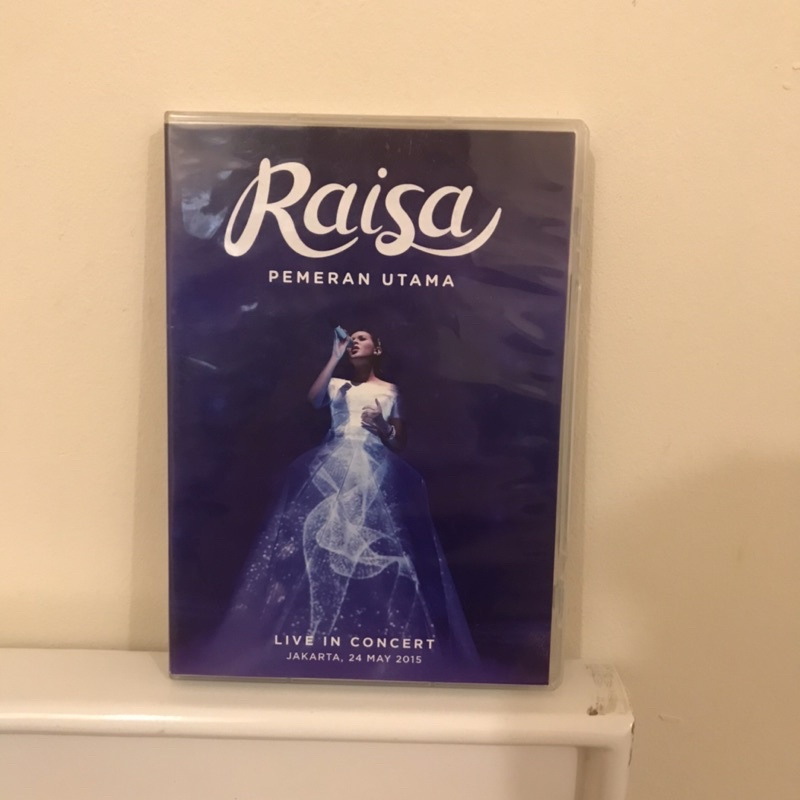 Raisa
PEMERAN UTAMA
LIVE IN CONCERT
JAKARTA, 24 MAY 2015